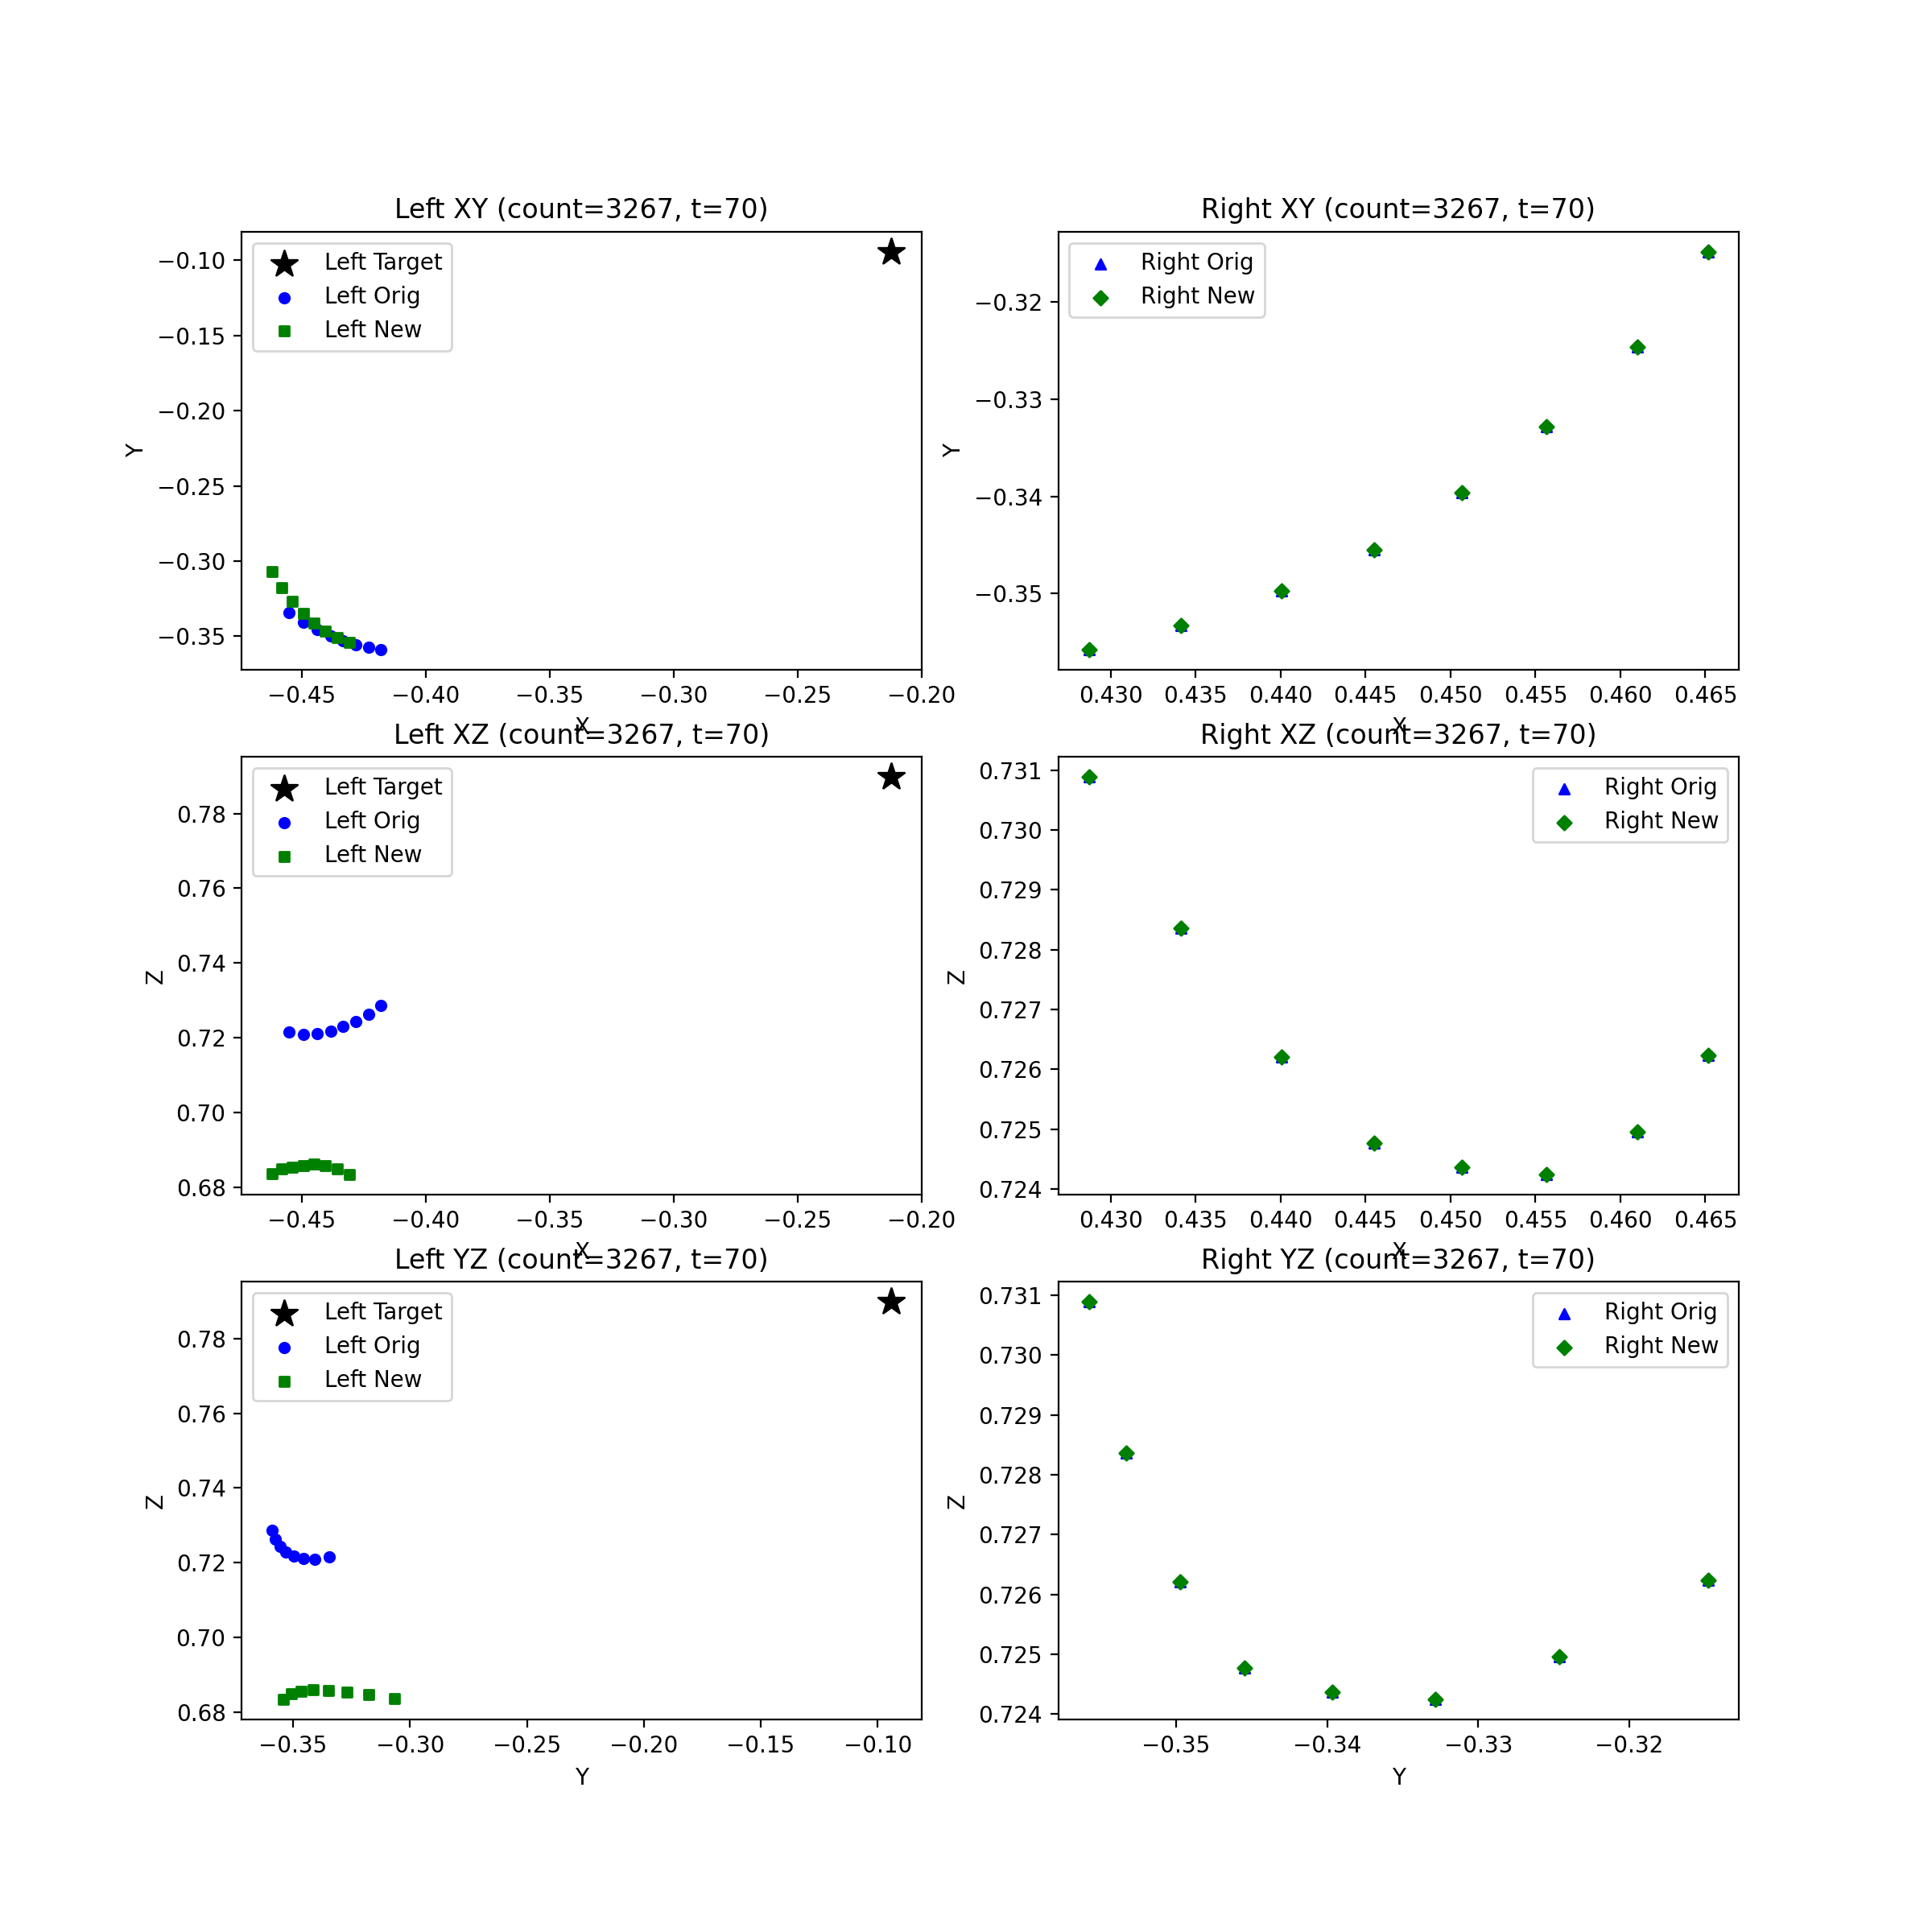 Left XY (count=3267, t=70)
Left Target
Left Orig
Left New
−0.10
−0.15
−0.20
−0.25
−0.30
−0.35
Y
−0.45
−0.40
−0.35
−0.30
−0.25
−0.20
X
Right XY (count=3267, t=70)
Right Orig
Right New
−0.32
−0.33
−0.34
−0.35
Y
0.430
0.435
0.440
0.445
0.450
0.455
0.460
0.465
X
Left XZ (count=3267, t=70)
Left Target
Left Orig
Left New
0.78
0.76
0.74
0.72
0.70
0.68
Z
−0.45
−0.40
−0.35
−0.30
−0.25
−0.20
X
Right XZ (count=3267, t=70)
Right Orig
Right New
0.731
0.730
0.729
0.728
0.727
0.726
0.725
0.724
Z
0.430
0.435
0.440
0.445
0.450
0.455
0.460
0.465
X
Left YZ (count=3267, t=70)
Left Target
Left Orig
Left New
0.78
0.76
0.74
0.72
0.70
0.68
Z
−0.35
−0.30
−0.25
−0.20
−0.15
−0.10
Y
Right YZ (count=3267, t=70)
Right Orig
Right New
0.731
0.730
0.729
0.728
0.727
0.726
0.725
0.724
Z
−0.35
−0.34
−0.33
−0.32
Y